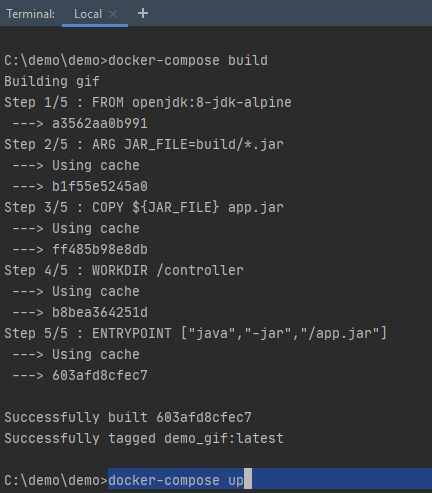 Terminal: Local × +
C:\demo\demo>docker-compose build
Building gif
Step 1/5 : FROM openjdk:8-jdk-alpine
 ---> a3562aa0b991
Step 2/5 : ARG JAR_FILE=build/*.jar
 ---> Using cache
 ---> b1f55e5245a0
Step 3/5 : COPY ${JAR_FILE} app.jar
 ---> Using cache
 ---> ff485b98e8db
Step 4/5 : WORKDIR /controller
 ---> Using cache
 ---> b8bea364251d
Step 5/5 : ENTRYPOINT ["java","-jar","/app.jar"]
 ---> Using cache
 ---> 603afd8cfec7
Successfully built 603afd8cfec7
Successfully tagged demo_gif:latest
C:\demo\demo>docker-compose up